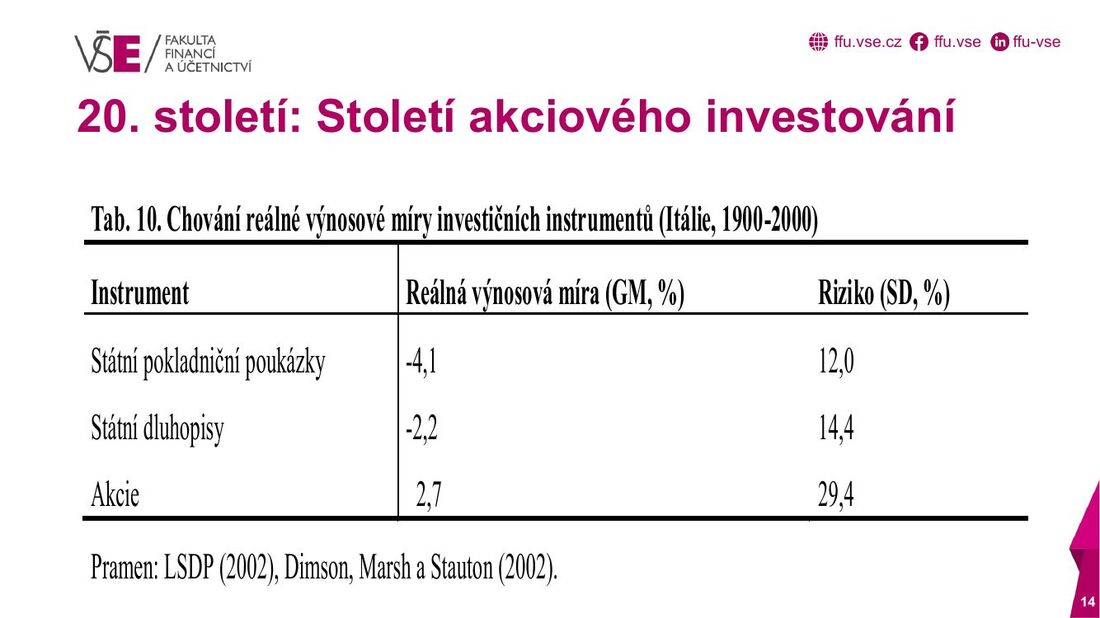 VŠE
FAKULTA
FINANCÍ
A ÚČETNICTVÍ
ffu.vse.cz ffu.vse ffu-vse
20. století: Století akciového investování
Tab. 10. Chování reálné výnosové míry investičních instrumentů (Itálie, 1900-2000)
Instrument Reálná výnosová míra (GM, %) Riziko (SD, %)
Státní pokladniční poukázky -4,1 12,0
Státní dluhopisy -2,2 14,4
Akcie 2,7 29,4
Pramen: LSDP (2002), Dimson, Marsh a Stauton (2002).
14